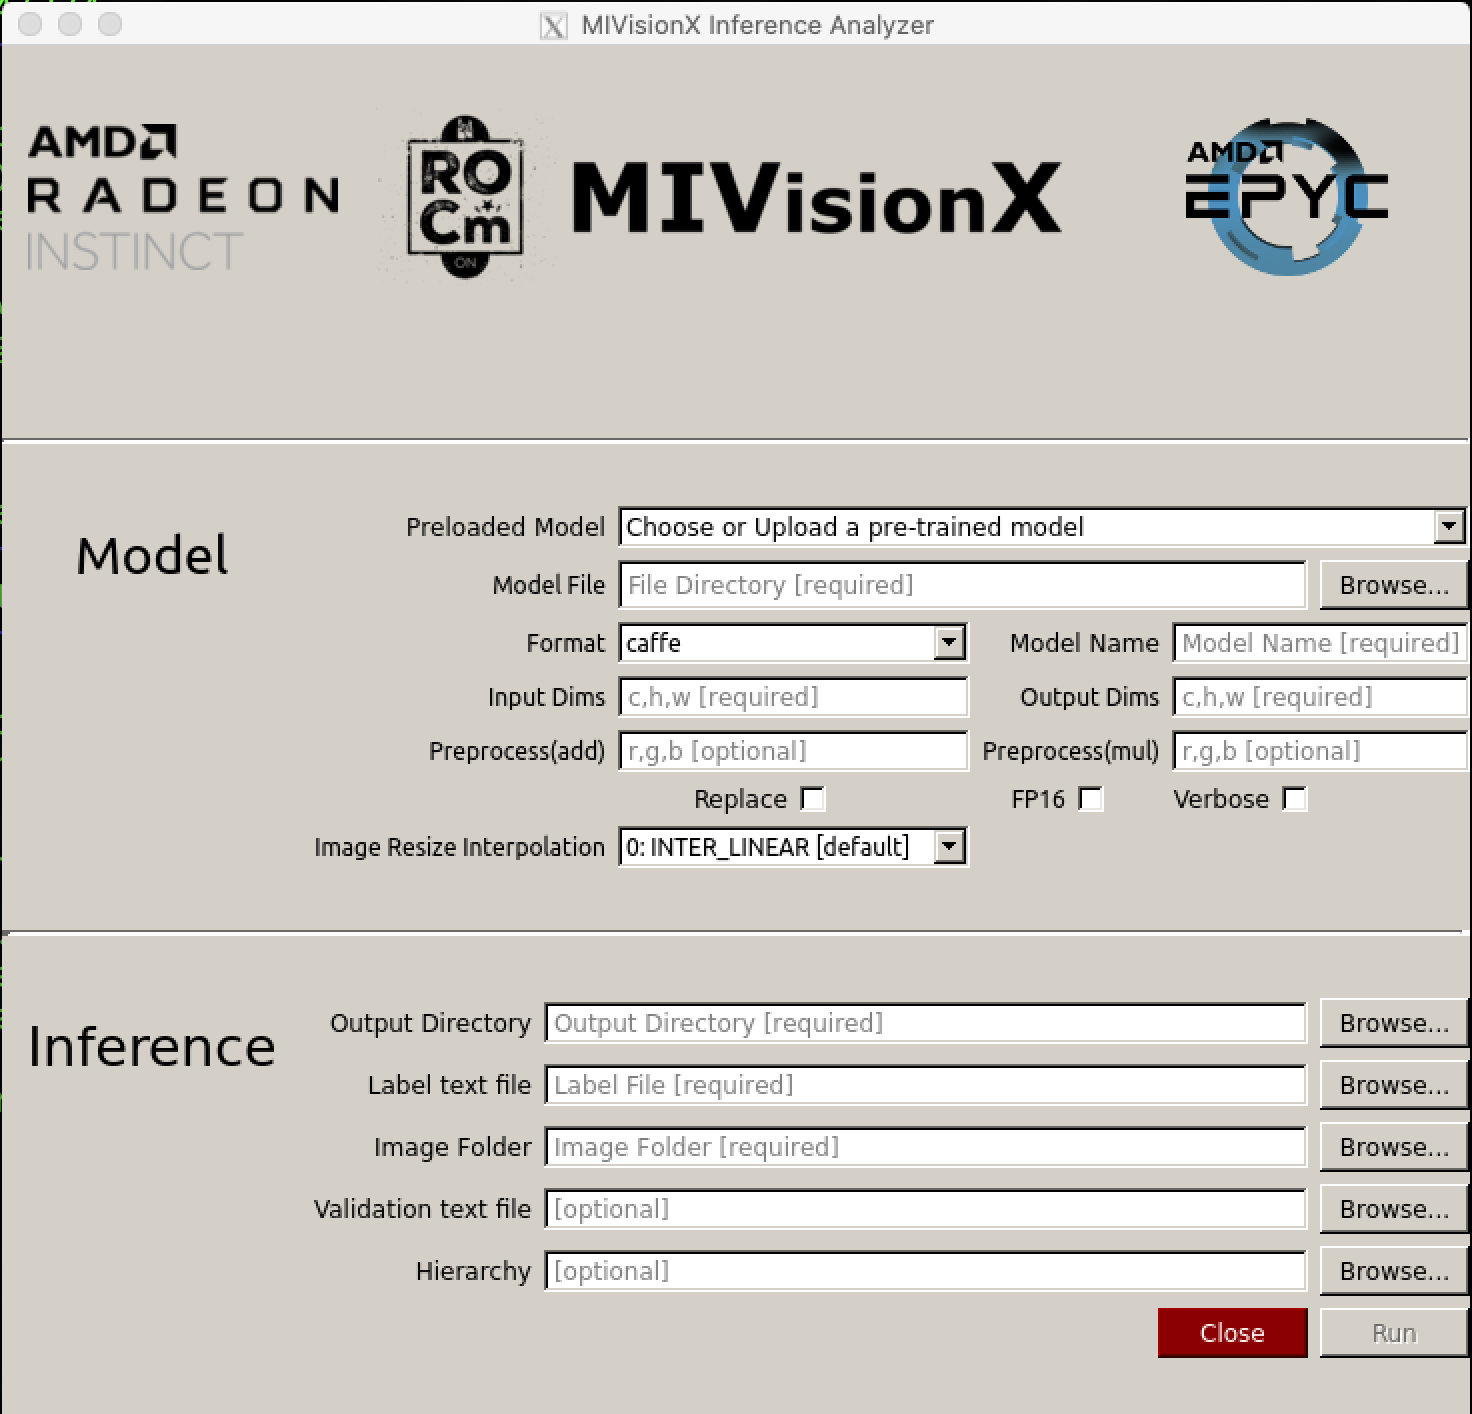 MIVisionX Inference Analyzer
AMD
RADEON
INSTINCT
RO
Cm
ON
MIVisionX
AMD
EPYC
Model
Preloaded Model Choose or Upload a pre-trained model
Model File File Directory [required] Browse...
Format caffe Model Name Model Name [required]
Input Dims c,h,w [required] Output Dims c,h,w [required]
Preprocess(add) r,g,b [optional] Preprocess(mul) r,g,b [optional]
Replace FP16 Verbose
Image Resize Interpolation 0: INTER_LINEAR [default]
Inference
Output Directory Output Directory [required] Browse...
Label text file Label File [required] Browse...
Image Folder Image Folder [required] Browse...
Validation text file [optional] Browse...
Hierarchy [optional] Browse...
Close Run